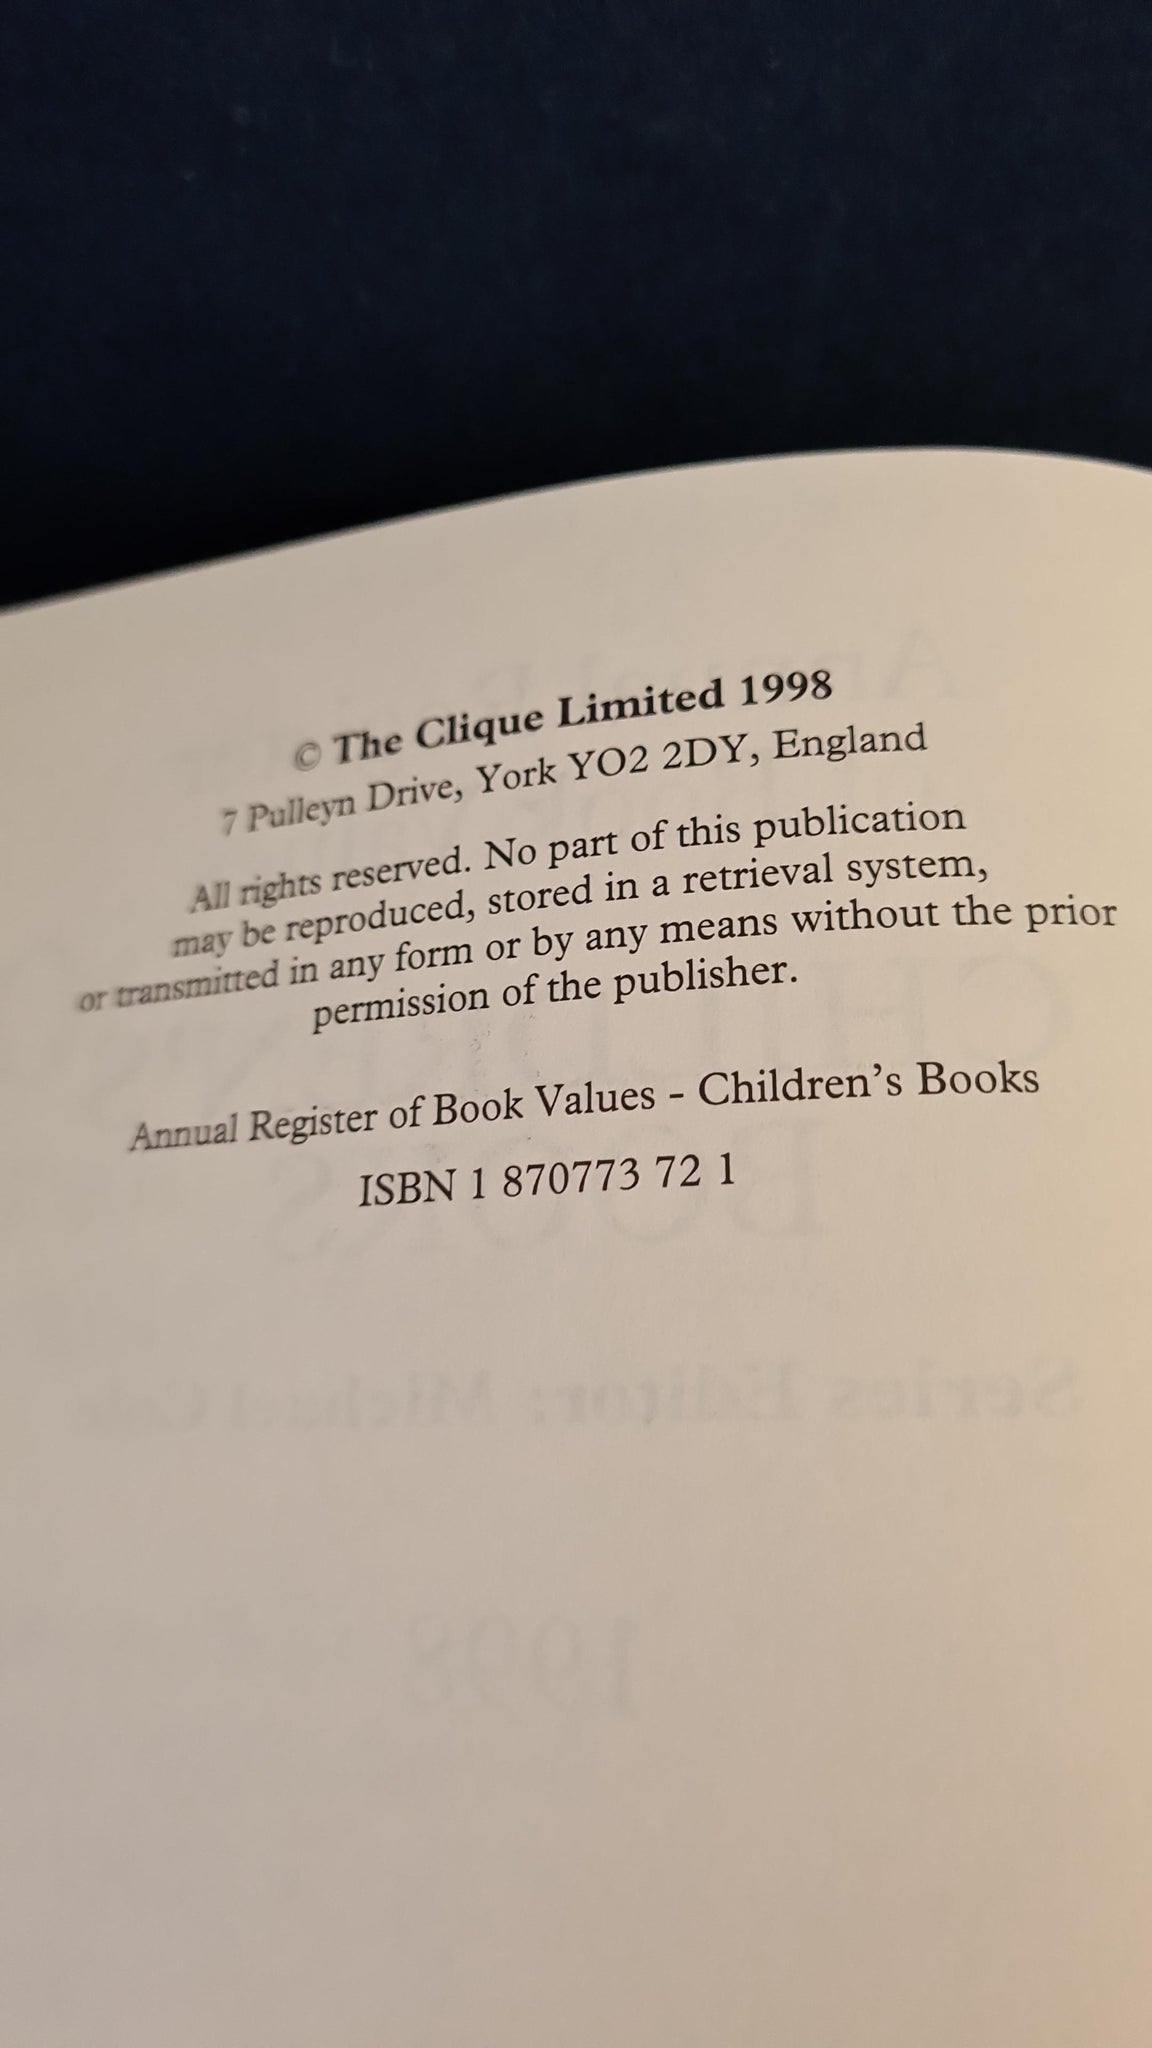 © The Clique Limited 1998
7 Pulleyn Drive, York YO2 2DY, England
All rights reserved. No part of this publication
may be reproduced, stored in a retrieval system,
or transmitted in any form or by any means without the prior
permission of the publisher.
Annual Register of Book Values - Children's Books
ISBN 1 870773 72 1